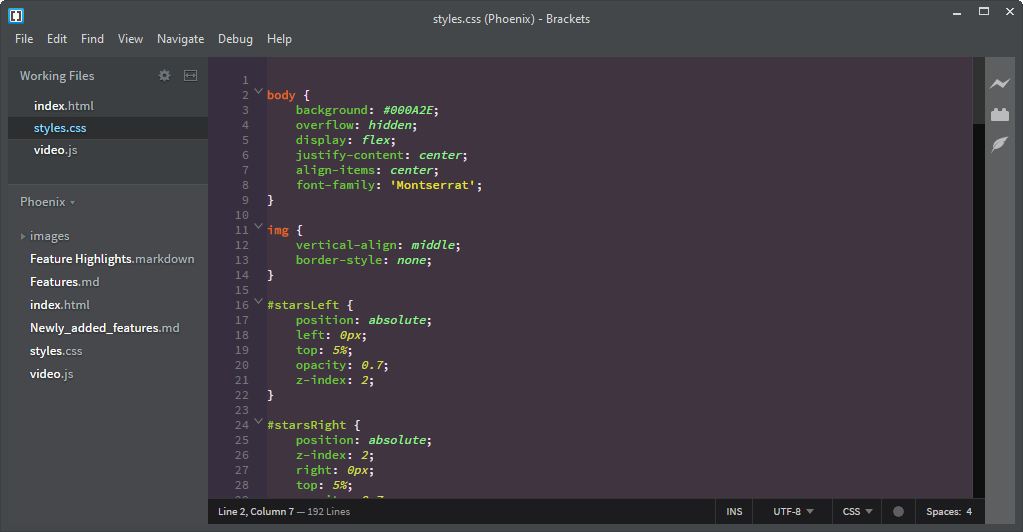 styles.css (Phoenix) - Brackets
File Edit Find View Navigate Debug Help
Working Files
index.html
styles.css
video.js
Phoenix
images
Feature Highlights.markdown
Features.md
index.html
Newly_added_features.md
styles.css
video.js
1
2 body {
3     background: #000A2E;
4     overflow: hidden;
5     display: flex;
6     justify-content: center;
7     align-items: center;
8     font-family: 'Montserrat';
9 }
10
11 img {
12     vertical-align: middle;
13     border-style: none;
14 }
15
16 #starsLeft {
17     position: absolute;
18     left: 0px;
19     top: 5%;
20     opacity: 0.7;
21     z-index: 2;
22 }
23
24 #starsRight {
25     position: absolute;
26     z-index: 2;
27     right: 0px;
28     top: 5%;
Line 2, Column 7 — 192 Lines INS UTF-8 CSS Spaces: 4